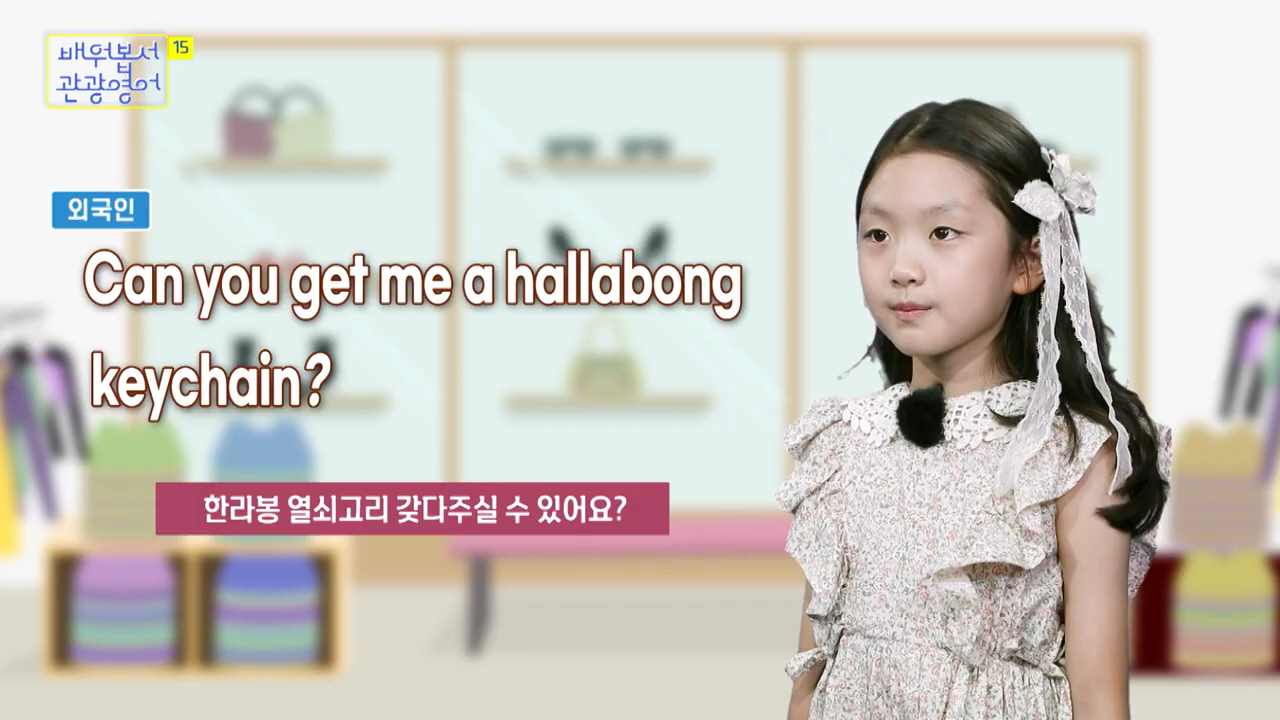 배워봅서
관광영어
15
외국인
Can you get me a hallabong
keychain?
한라봉 열쇠고리 갖다주실 수 있어요?